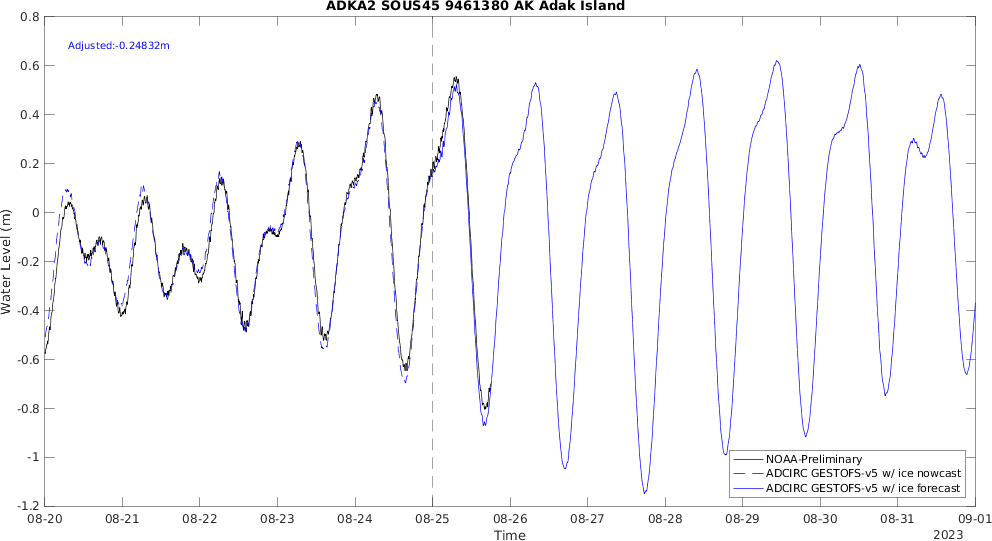 ADKA2 SOUS45 9461380 AK Adak Island
Adjusted:-0.24832m
0.8
0.6
0.4
0.2
0
-0.2
-0.4
-0.6
-0.8
-1
-1.2
Water Level (m)
NOAA-Preliminary
ADCIRC GESTOFS-v5 w/ ice nowcast
ADCIRC GESTOFS-v5 w/ ice forecast
08-20 08-21 08-22 08-23 08-24 08-25 08-26 08-27 08-28 08-29 08-30 08-31 09-01
Time
2023